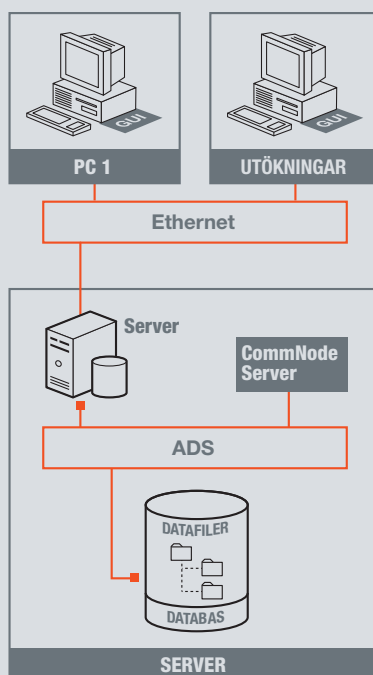 GUI
GUI
PC 1
UTÖKNINGAR
Ethernet
Server
CommNode
Server
ADS
DATAFILER
DATABAS
SERVER